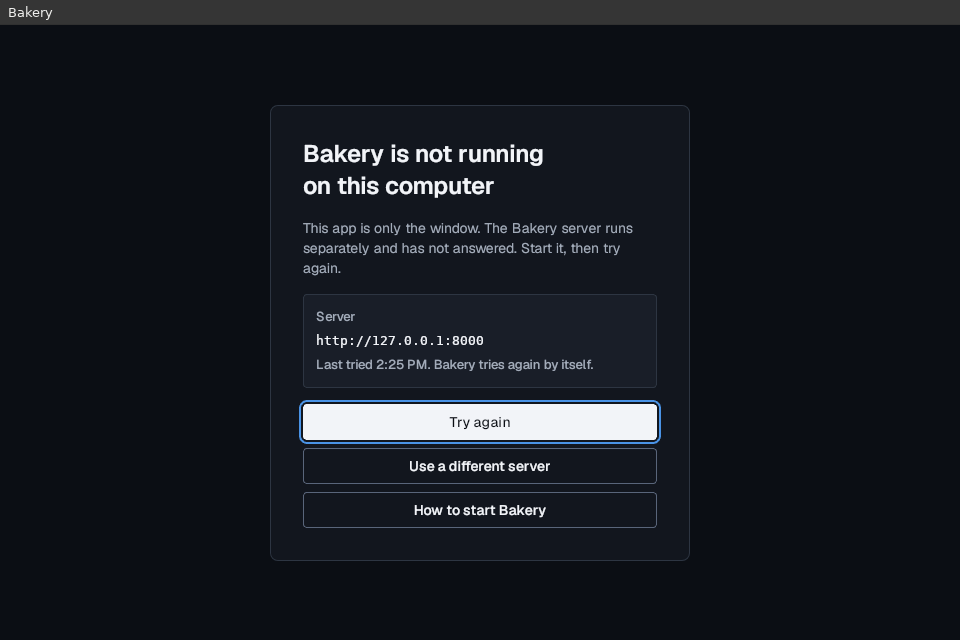 Bakery
Bakery is not running
on this computer
This app is only the window. The Bakery server runs
separately and has not answered. Start it, then try
again.
Server
http://127.0.0.1:8000
Last tried 2:25 PM. Bakery tries again by itself.
Try again
Use a different server
How to start Bakery